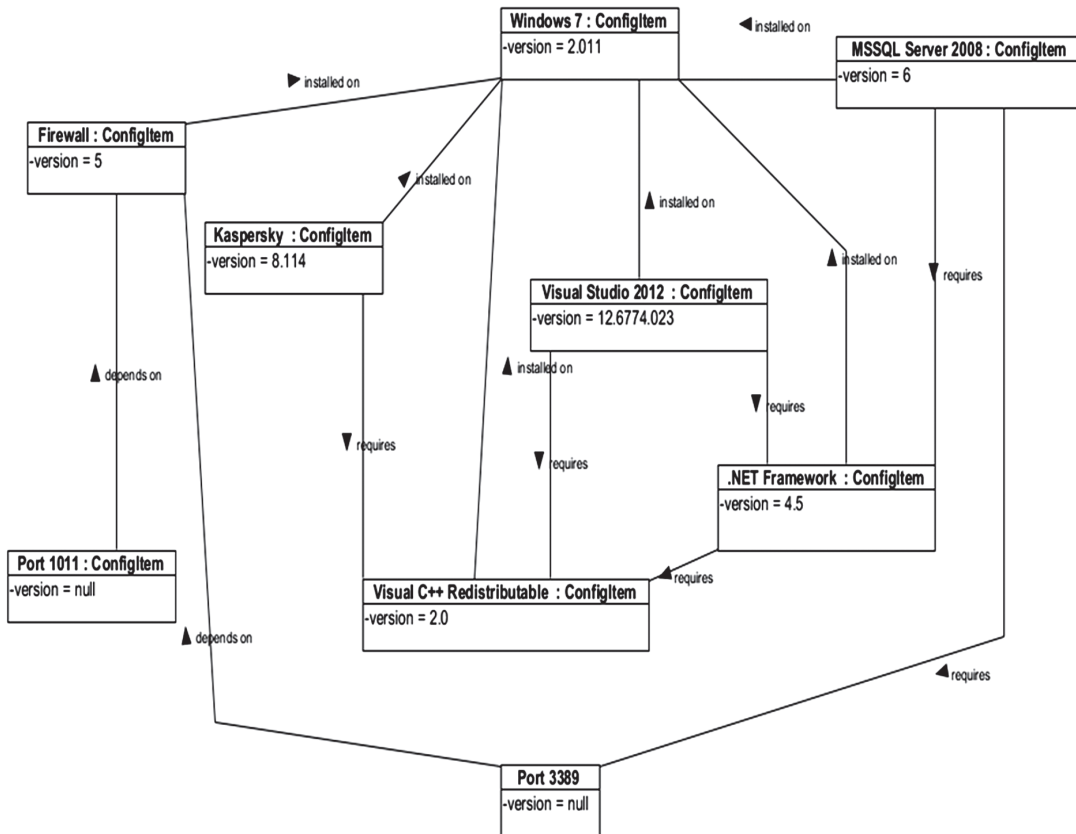 Windows 7 : ConfigItem
-version = 2.011
installed on
MSSQL Server 2008 : ConfigItem
-version = 6
installed on
Firewall : ConfigItem
-version = 5
installed on
Kaspersky : ConfigItem
-version = 8.114
installed on
installed on
requires
Visual Studio 2012 : ConfigItem
-version = 12.6774.023
installed on
depends on
requires
requires
requires
.NET Framework : ConfigItem
-version = 4.5
Port 1011 : ConfigItem
-version = null
requires
Visual C++ Redistributable : ConfigItem
-version = 2.0
depends on
requires
Port 3389
-version = null